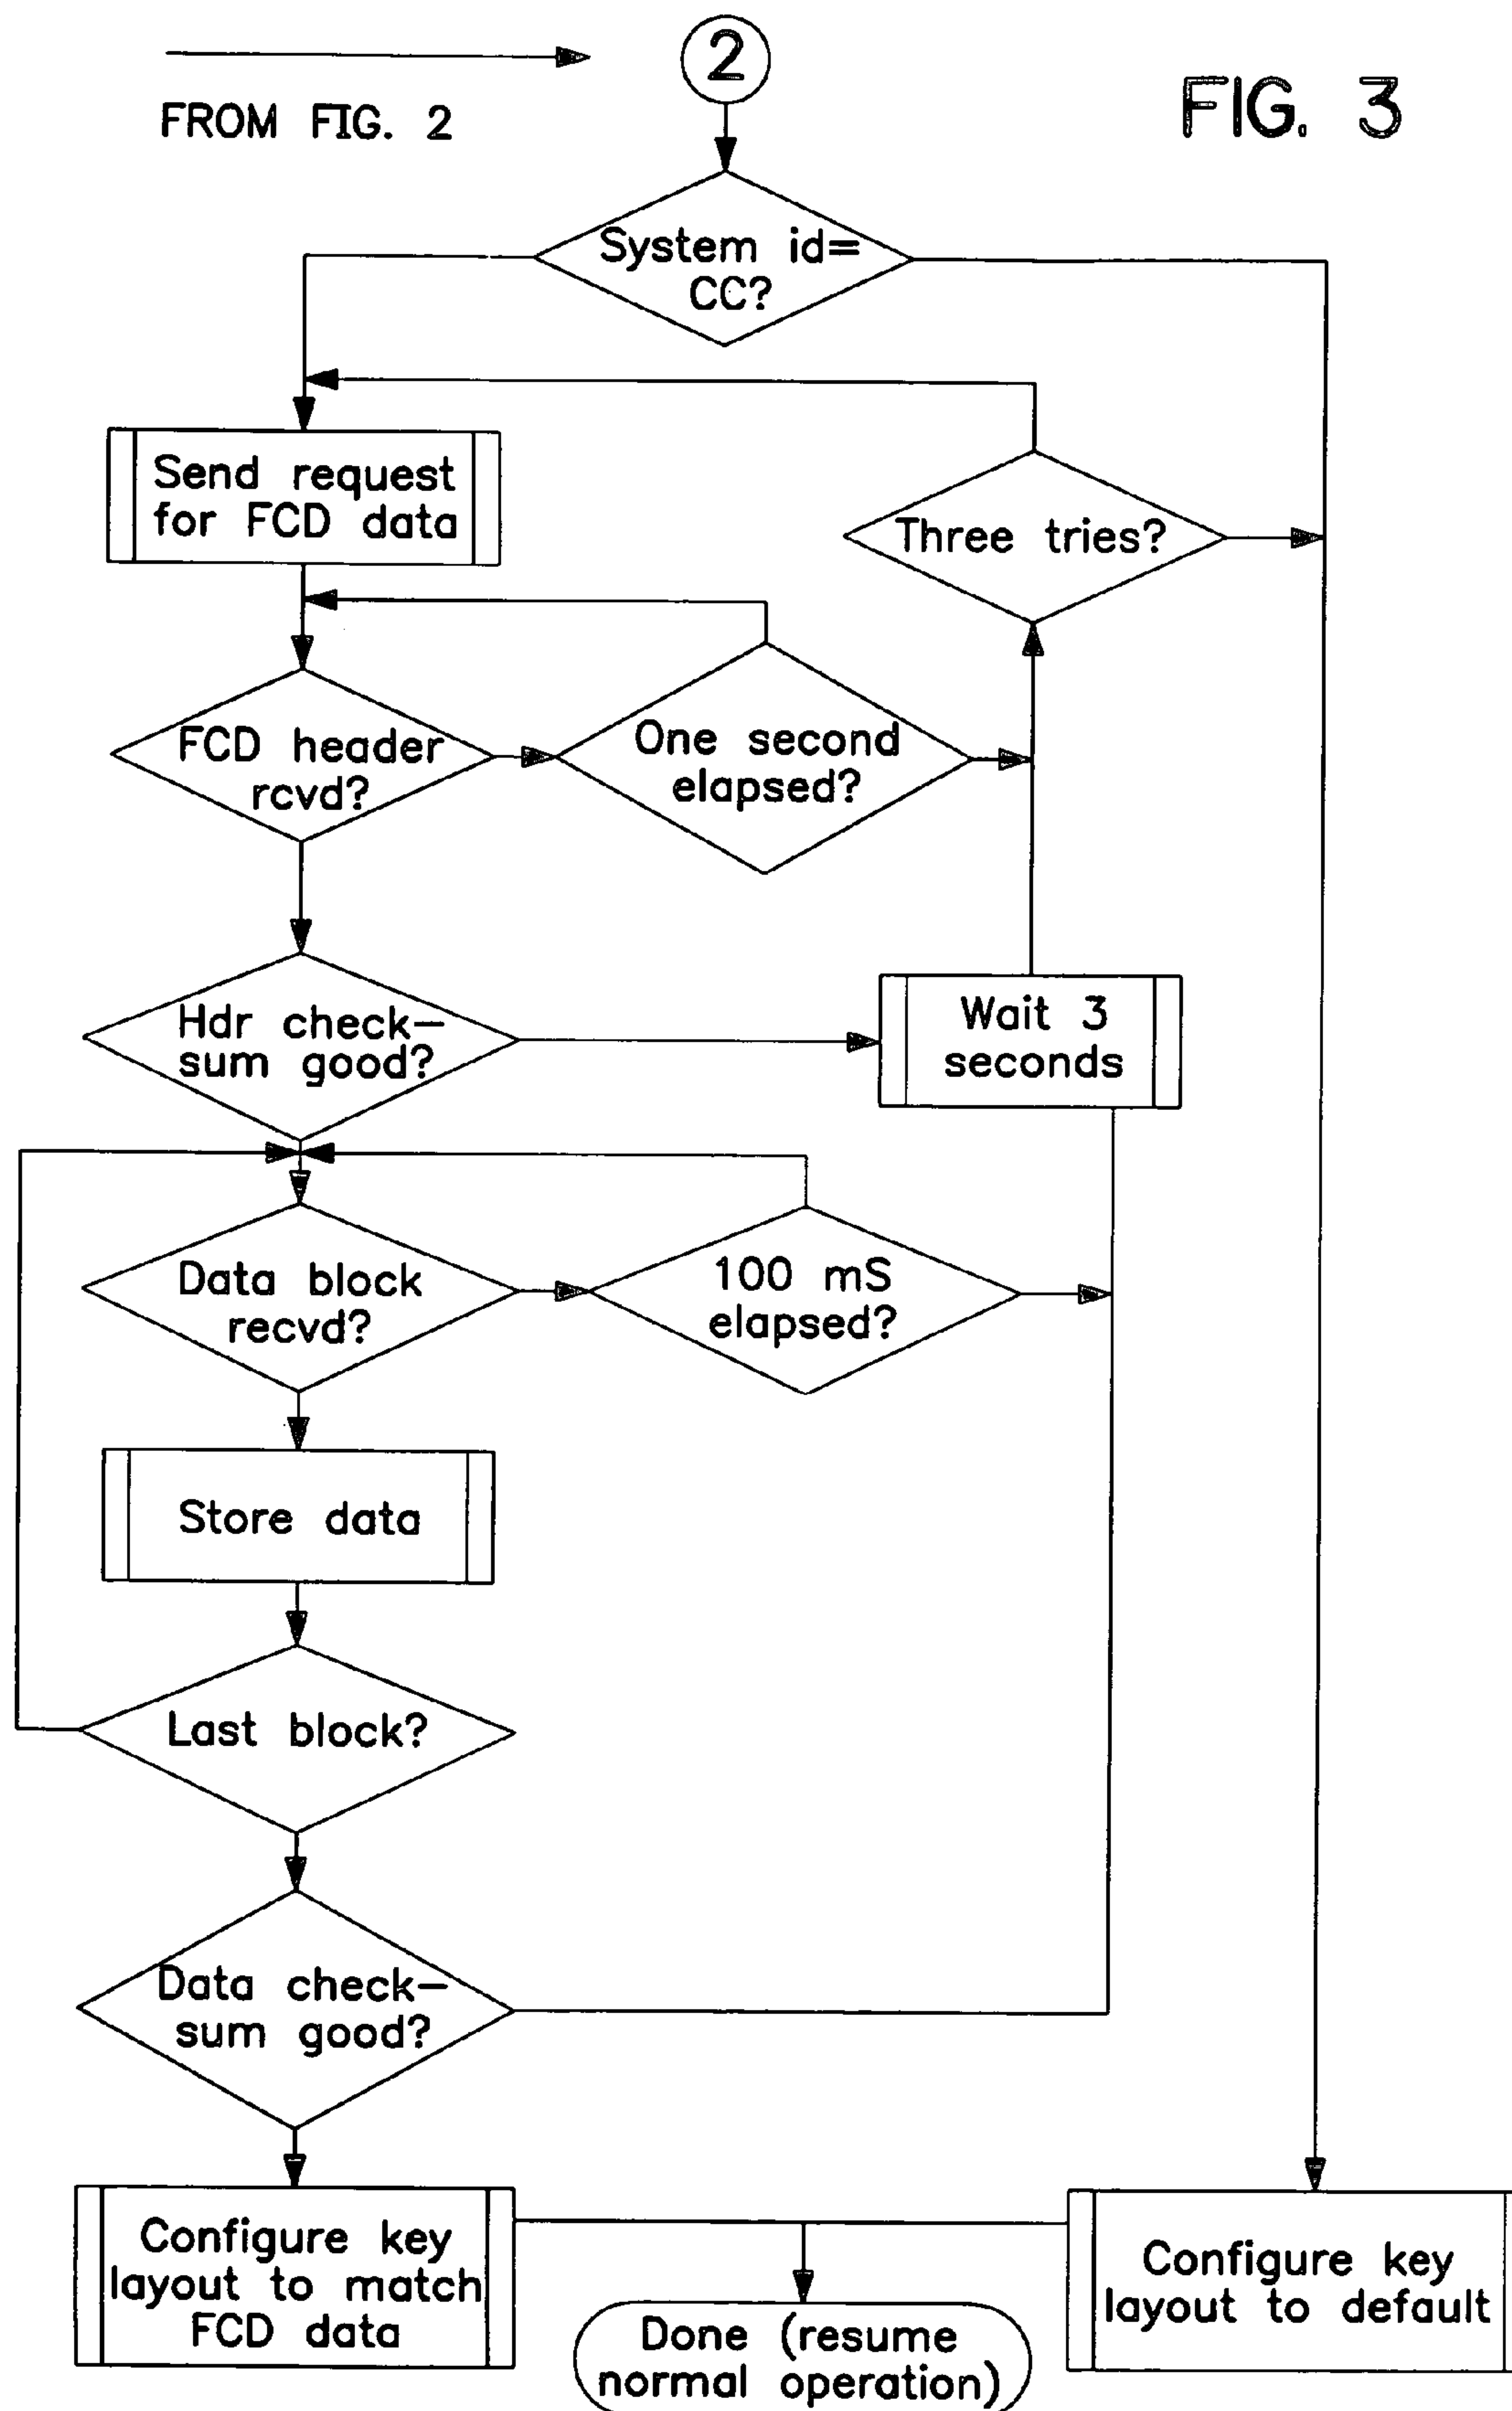 2
FROM FIG. 2
FIG. 3
System id=
CC?
Send request
for FCD data
Three tries?
FCD header
rcvd?
One second
elapsed?
Hdr check-
sum good?
Wait 3
seconds
Data block
recvd?
100 mS
elapsed?
Store data
Last block?
Data check-
sum good?
Configure key
layout to match
FCD data
Configure key
layout to default
Done (resume
normal operation)